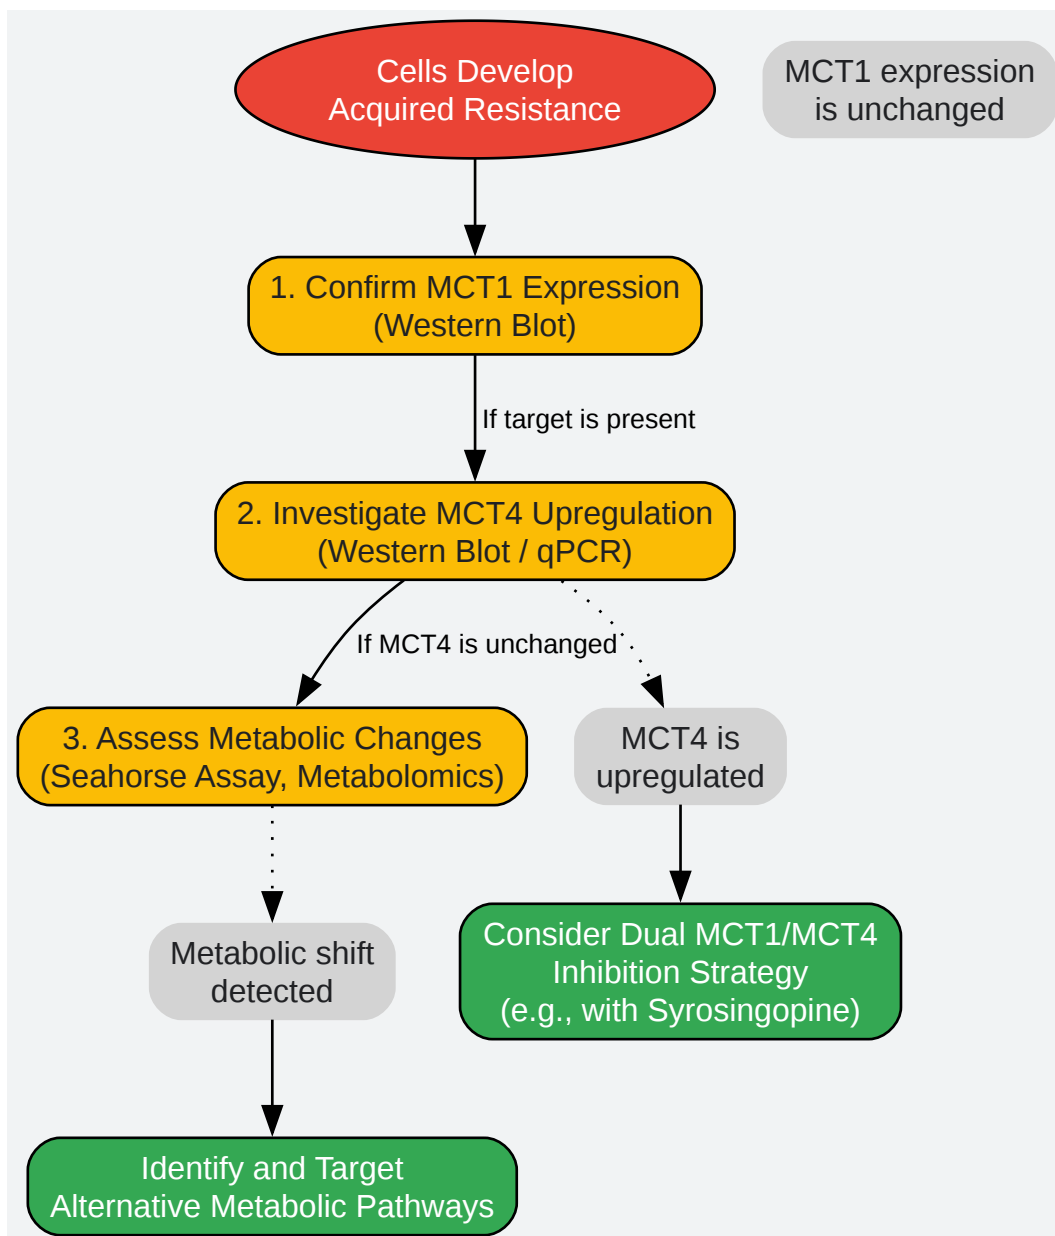 Cells Develop
Acquired Resistance
MCT1 expression
is unchanged
1. Confirm MCT1 Expression
(Western Blot)
If target is present
2. Investigate MCT4 Upregulation
(Western Blot / qPCR)
If MCT4 is unchanged
3. Assess Metabolic Changes
(Seahorse Assay, Metabolomics)
MCT4 is
upregulated
Metabolic shift
detected
Consider Dual MCT1/MCT4
Inhibition Strategy
(e.g., with Syrosingopine)
Identify and Target
Alternative Metabolic Pathways